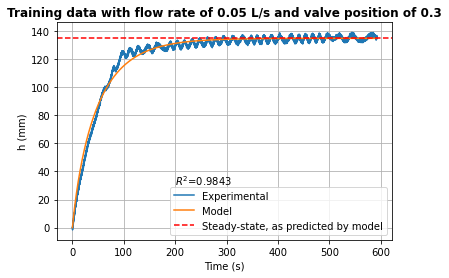 Training data with flow rate of 0.05 L/s and valve position of 0.3
140
120
100
80
60
40
20
0
h (mm)
R²=0.9843
Experimental
Model
Steady-state, as predicted by model
0 100 200 300 400 500 600
Time (s)